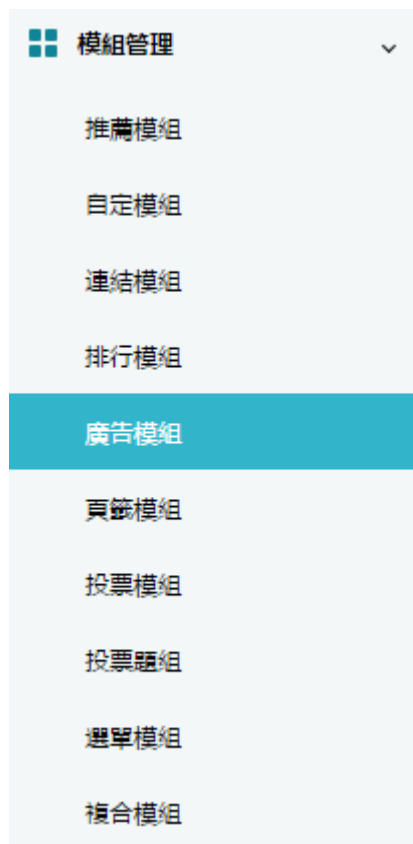 模組管理
推薦模組
自定模組
連結模組
排行模組
廣告模組
頁籤模組
投票模組
投票題組
選單模組
複合模組